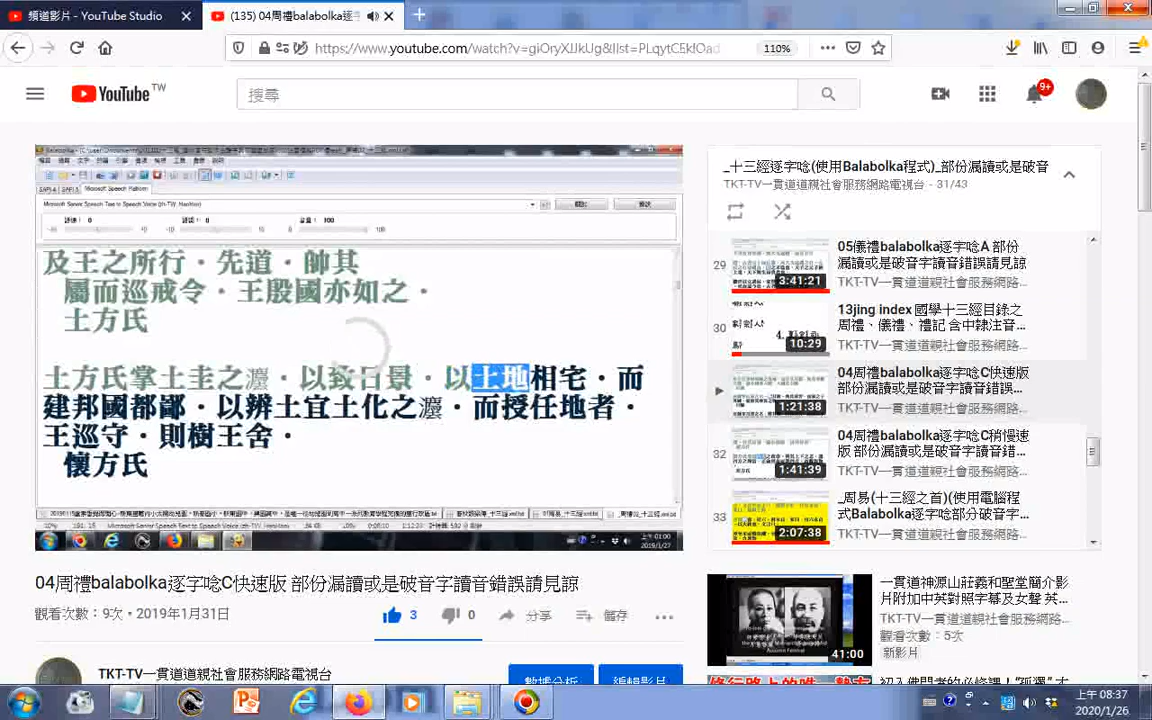 頻道影片 - YouTube Studio
(135) 04周禮balabolka逐字
https://www.youtube.com/watch?v=giOryXJJkUg&list=PLqytCEkfOad
110%
YouTube TW
搜尋
9+
Microsoft Speech Platform
Microsoft Server Speech Text to Speech Voice (zh-TW, HanHan)
及王之所行．先道．帥其
屬而巡戒令．王殷國亦如之．
土方氏
土方氏掌土圭之灋．以致日景．以土地相宅．而
建邦國都鄙．以辨土宜土化之灋．而授任地者．
王巡守．則樹王舍．
懷方氏
上午 01:00
2019/1/27
04周禮balabolka逐字唸C快速版 部份漏讀或是破音字讀音錯誤請見諒
觀看次數：9次・2019年1月31日
3
0
分享
儲存
TKT-TV一貫道道親社會服務網路電視台
數據分析
編輯影片
_十三經逐字唸(使用Balabolka程式)_部份漏讀或是破音
TKT-TV一貫道道親社會服務網路電視台 - 31/43
29
3:41:21
05儀禮balabolka逐字唸A 部份
漏讀或是破音字讀音錯誤請見諒
TKT-TV一貫道道親社會服務網路...
30
10:29
13jing index 國學十三經目錄之
周禮、儀禮、禮記 含中隸注音...
TKT-TV一貫道道親社會服務網路...
1:21:38
04周禮balabolka逐字唸C快速版
部份漏讀或是破音字讀音錯誤...
TKT-TV一貫道道親社會服務網路...
32
1:41:39
04周禮balabolka逐字唸C稍慢速
版 部份漏讀或是破音字讀音錯...
TKT-TV一貫道道親社會服務網路...
33
2:07:38
_周易(十三經之首)(使用電腦程
式Balabolka逐字唸部分破音字...
TKT-TV一貫道道親社會服務網路...
41:00
一貫道神源山莊義和聖堂簡介影
片附加中英對照字幕及女聲 英...
TKT-TV一貫道道親社會服務網路...
觀看次數：5次
新影片
上午 08:37
2020/1/26